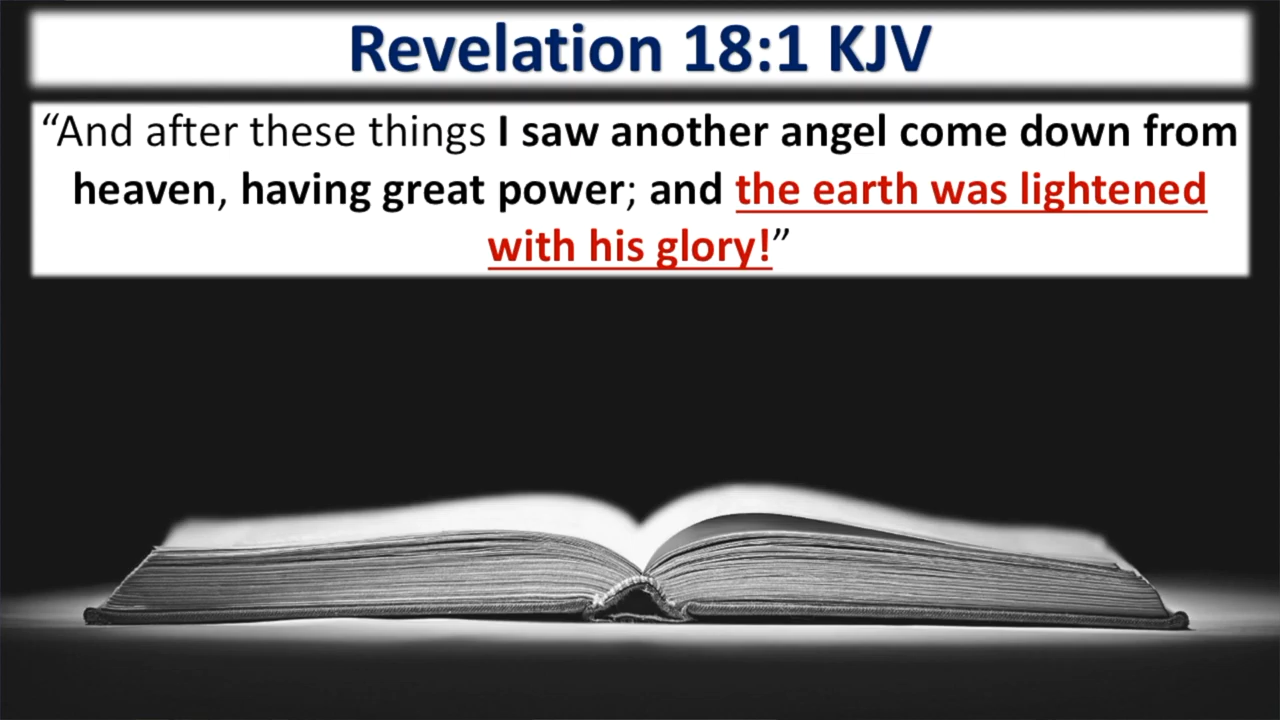 Revelation 18:1 KJV
“And after these things I saw another angel come down from
heaven, having great power; and the earth was lightened
with his glory!”